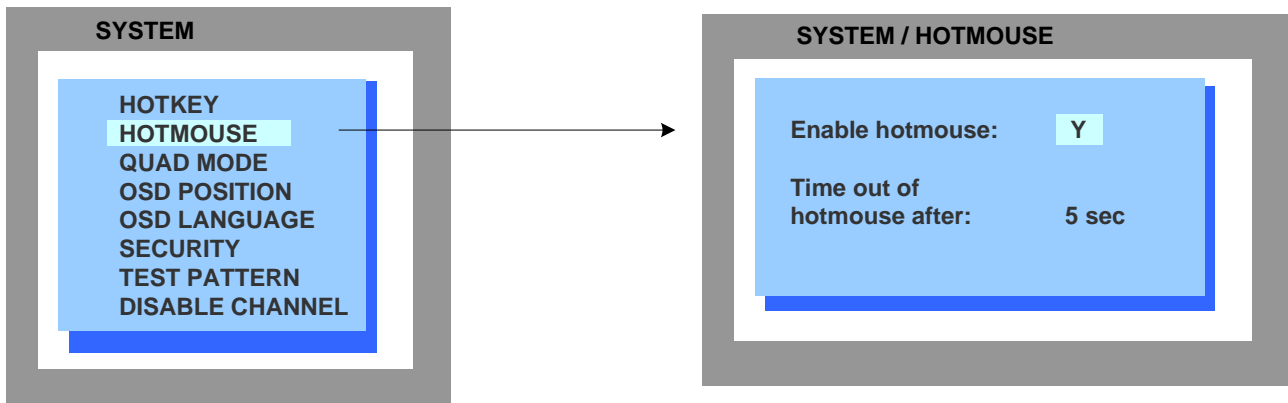 SYSTEM
HOTKEY
HOTMOUSE
QUAD MODE
OSD POSITION
OSD LANGUAGE
SECURITY
TEST PATTERN
DISABLE CHANNEL
SYSTEM / HOTMOUSE
Enable hotmouse: Y
Time out of
hotmouse after: 5 sec